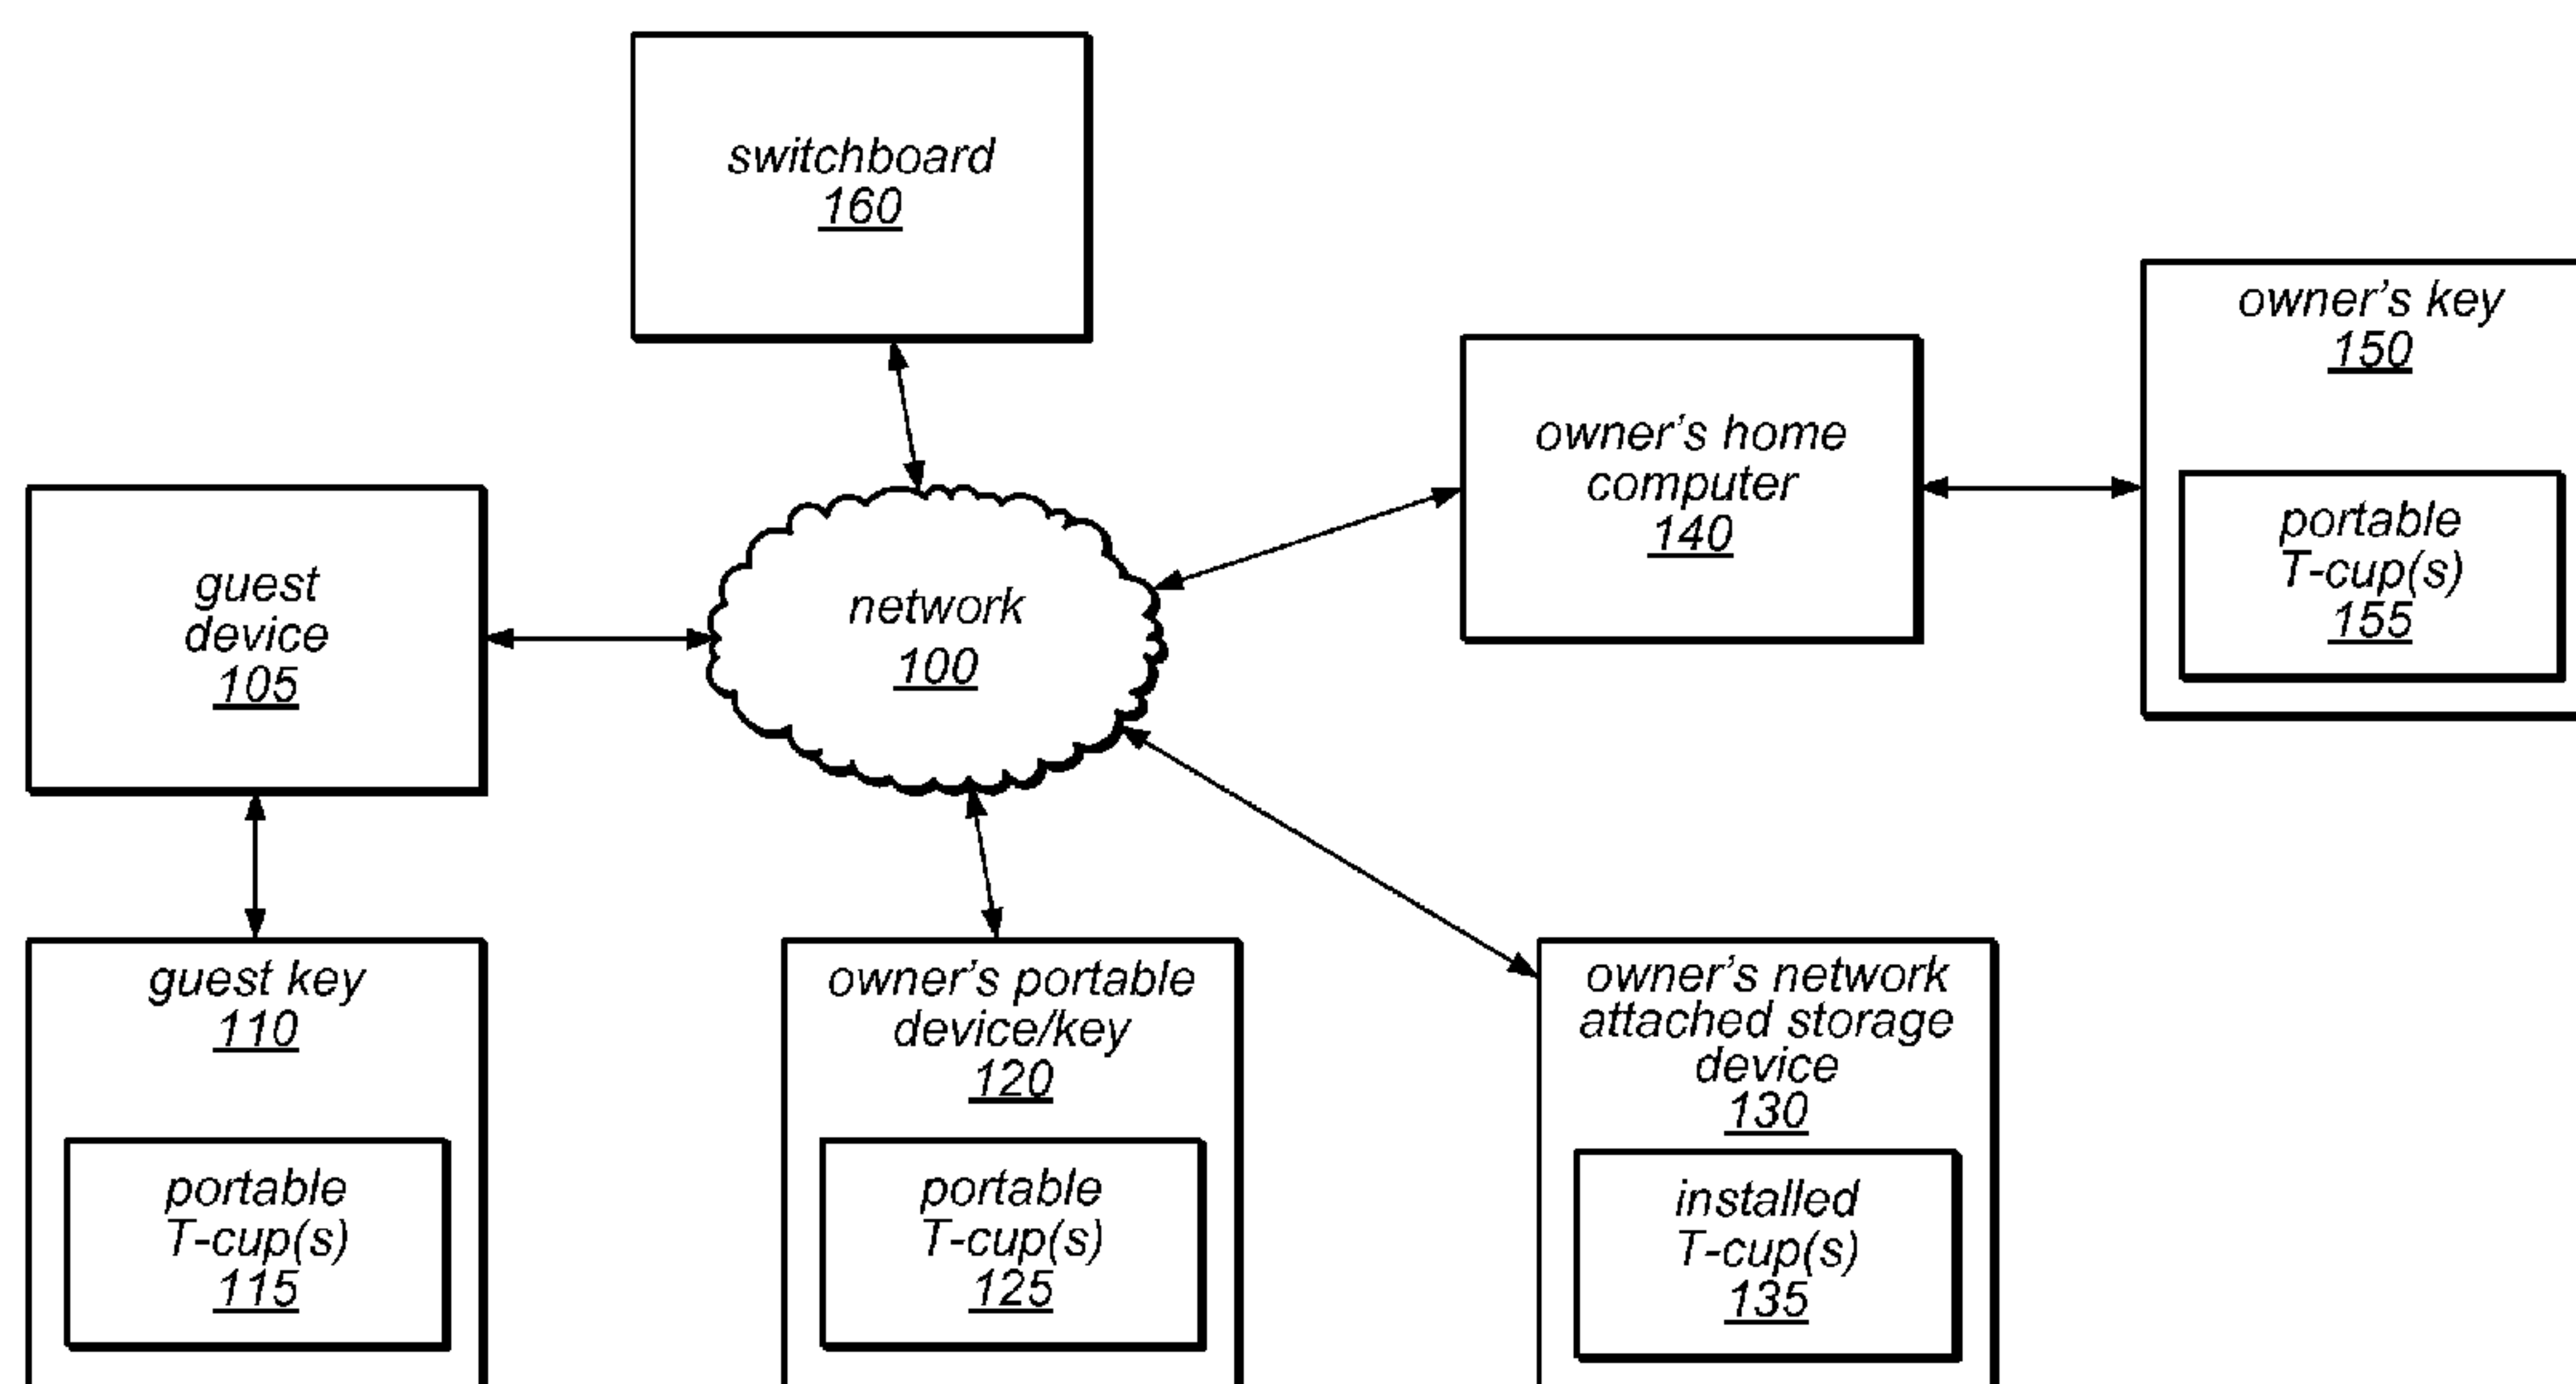 switchboard
160
owner's key
150
owner's home
computer
140
portable
T-cup(s)
155
guest
device
105
network
100
guest key
110
portable
T-cup(s)
115
owner's portable
device/key
120
portable
T-cup(s)
125
owner's network
attached storage
device
130
installed
T-cup(s)
135